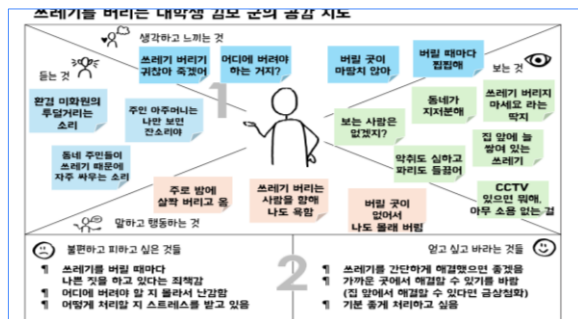 쓰레기를 버리는 대학생 김모 군의 공감 지도
생각하고 느끼는 것
쓰레기 버리기
귀찮아 죽겠어
어디에 버려야
하는 거지?
버릴 곳이
마땅치 않아
버릴 때마다
찝찝해
듣는 것
환경 미화원의
투덜거리는
소리
주민 아주머니는
나만 보면
잔소리야
동네 주민들이
쓰레기 때문에
자주 싸우는 소리
1
보는 것
보는 사람은
없겠지?
동네가
지저분해
쓰레기 버리지
마세요 라는
딱지
악취도 심하고
파리도 들끓어
집 앞에 늘
쌓여 있는
쓰레기
CCTV
있으면 뭐해,
아무 소용 없는 걸
말하고 행동하는 것
주로 밤에
살짝 버리고 옴
쓰레기 버리는
사람을 향해
나도 욕함
버릴 곳이
없어서
나도 몰래 버림
불편하고 피하고 싶은 것들
¶ 쓰레기를 버릴 때마다
나쁜 짓을 하고 있다는 죄책감
¶ 어디에 버려야 할 지 몰라서 난감함
¶ 어떻게 처리할 지 스트레스를 받고 있음
2
얻고 싶고 바라는 것들
¶ 쓰레기를 간단하게 해결했으면 좋겠음
¶ 가까운 곳에서 해결할 수 있기를 바람
(집 앞에서 해결할 수 있다면 금상첨화)
¶ 기분 좋게 처리하고 싶음